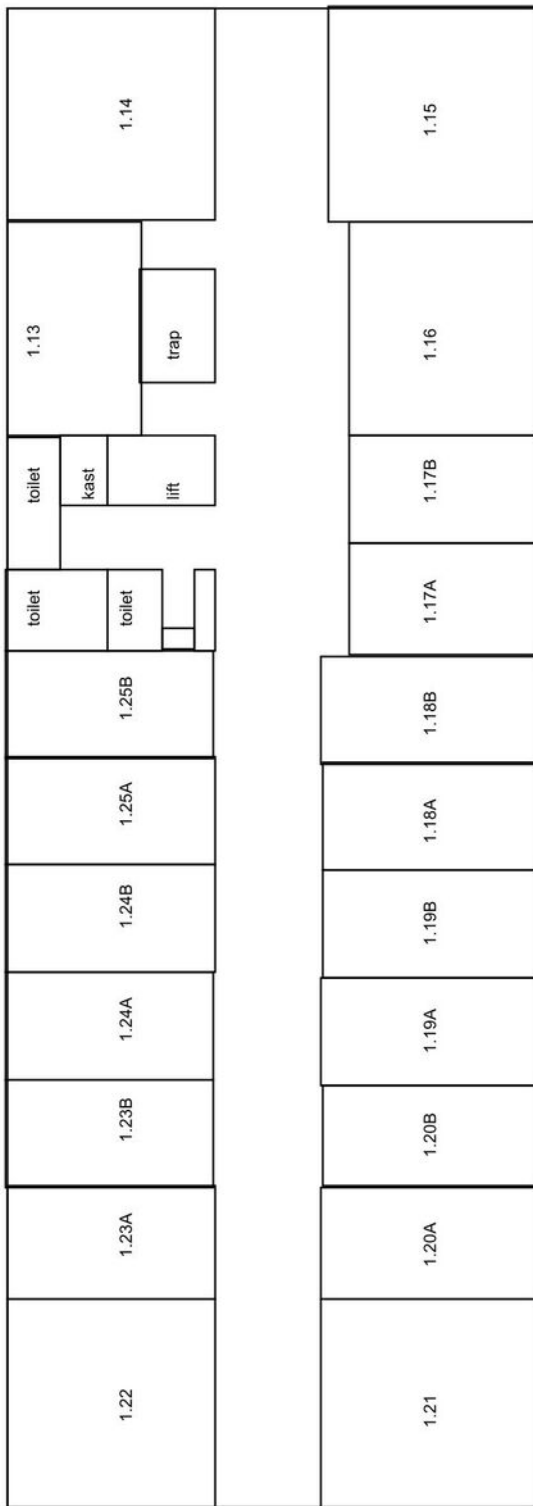 1.14
1.15
1.13
trap
1.16
toilet
kast
lift
1.17B
toilet
toilet
1.17A
1.25B
1.18B
1.25A
1.18A
1.24B
1.19B
1.24A
1.19A
1.23B
1.20B
1.23A
1.20A
1.22
1.21